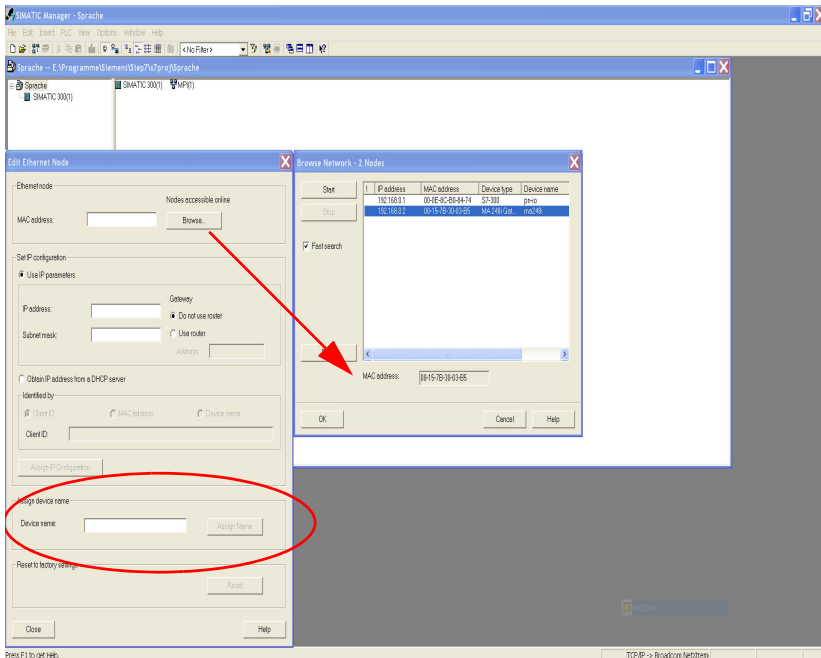 SIMATIC Manager - Sprache
File Edit Insert PLC View Options Window Help
< No Filter >
Sprache -- E:\Programme\Siemens\Step7\s7proj\Sprache
Sprache
SIMATIC 300(1)
SIMATIC 300(1) MPI(1)
Edit Ethernet Node
Ethernet node
Nodes accessible online
MAC address:
Browse...
Set IP configuration
Use IP parameters
IP address:
Subnet mask:
Gateway
Do not use router
Use router
Address:
Obtain IP address from a DHCP server
Identified by
Client ID MAC address Device name
Client ID:
Assign IP Configuration
Assign device name
Device name:
Assign Name
Reset to factory settings
Reset
Close Help
Browse Network - 2 Nodes
Start
Stop
Fast search
! IP address MAC address Device type Device name
192.168.0.1 00-0E-8C-B0-84-74 S7-300 pn-io
192.168.0.2 00-15-7B-30-03-B5 MA 248i Gat... ma248i
MAC address: 00-15-7B-30-03-B5
OK Cancel Help
Press F1 to get Help.
TCP/IP -> Broadcom NetXtrem